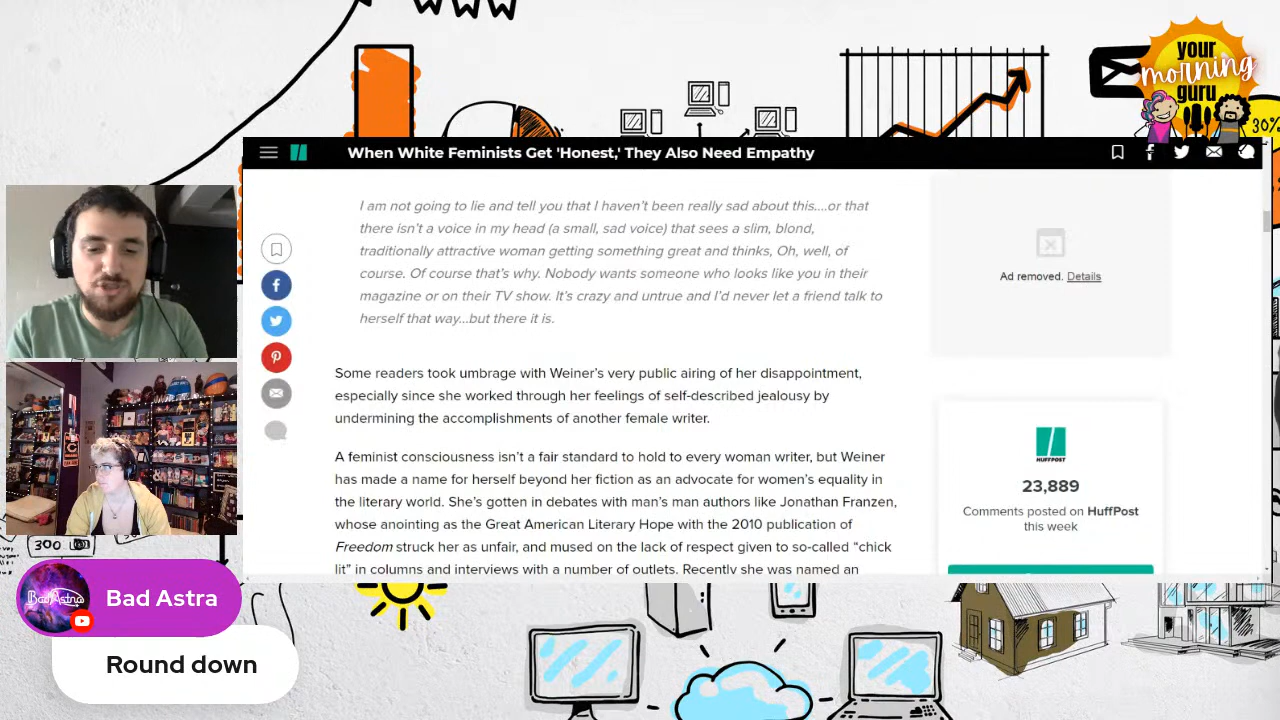 your
morning
guru
30%
When White Feminists Get 'Honest,' They Also Need Empathy
I am not going to lie and tell you that I haven't been really sad about this....or that
there isn't a voice in my head (a small, sad voice) that sees a slim, blond,
traditionally attractive woman getting something great and thinks, Oh, well, of
course. Of course that's why. Nobody wants someone who looks like you in their
magazine or on their TV show. It's crazy and untrue and I'd never let a friend talk to
herself that way...but there it is.
Ad removed. Details
Some readers took umbrage with Weiner's very public airing of her disappointment,
especially since she worked through her feelings of self-described jealousy by
undermining the accomplishments of another female writer.
A feminist consciousness isn't a fair standard to hold to every woman writer, but Weiner
has made a name for herself beyond her fiction as an advocate for women's equality in
the literary world. She's gotten in debates with man's man authors like Jonathan Franzen,
whose anointing as the Great American Literary Hope with the 2010 publication of
Freedom struck her as unfair, and mused on the lack of respect given to so-called “chick
lit” in columns and interviews with a number of outlets. Recently she was named an
HUFFPOST
23,889
Comments posted on HuffPost
this week
300
BadAstra
Bad Astra
Round down